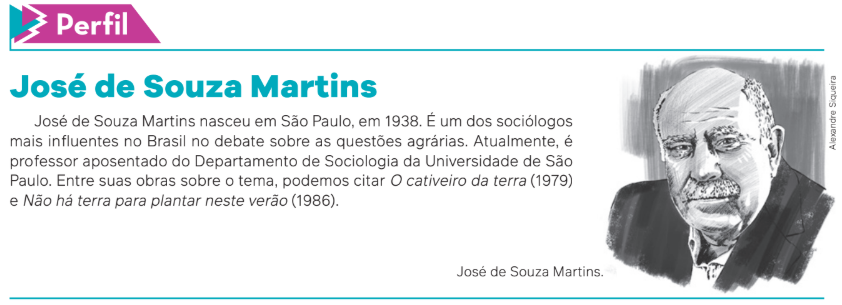 Perfil
José de Souza Martins
José de Souza Martins nasceu em São Paulo, em 1938. É um dos sociólogos
mais influentes no Brasil no debate sobre as questões agrárias. Atualmente, é
professor aposentado do Departamento de Sociologia da Universidade de São
Paulo. Entre suas obras sobre o tema, podemos citar O cativeiro da terra (1979)
e Não há terra para plantar neste verão (1986).
Alexandre Siqueira
José de Souza Martins.